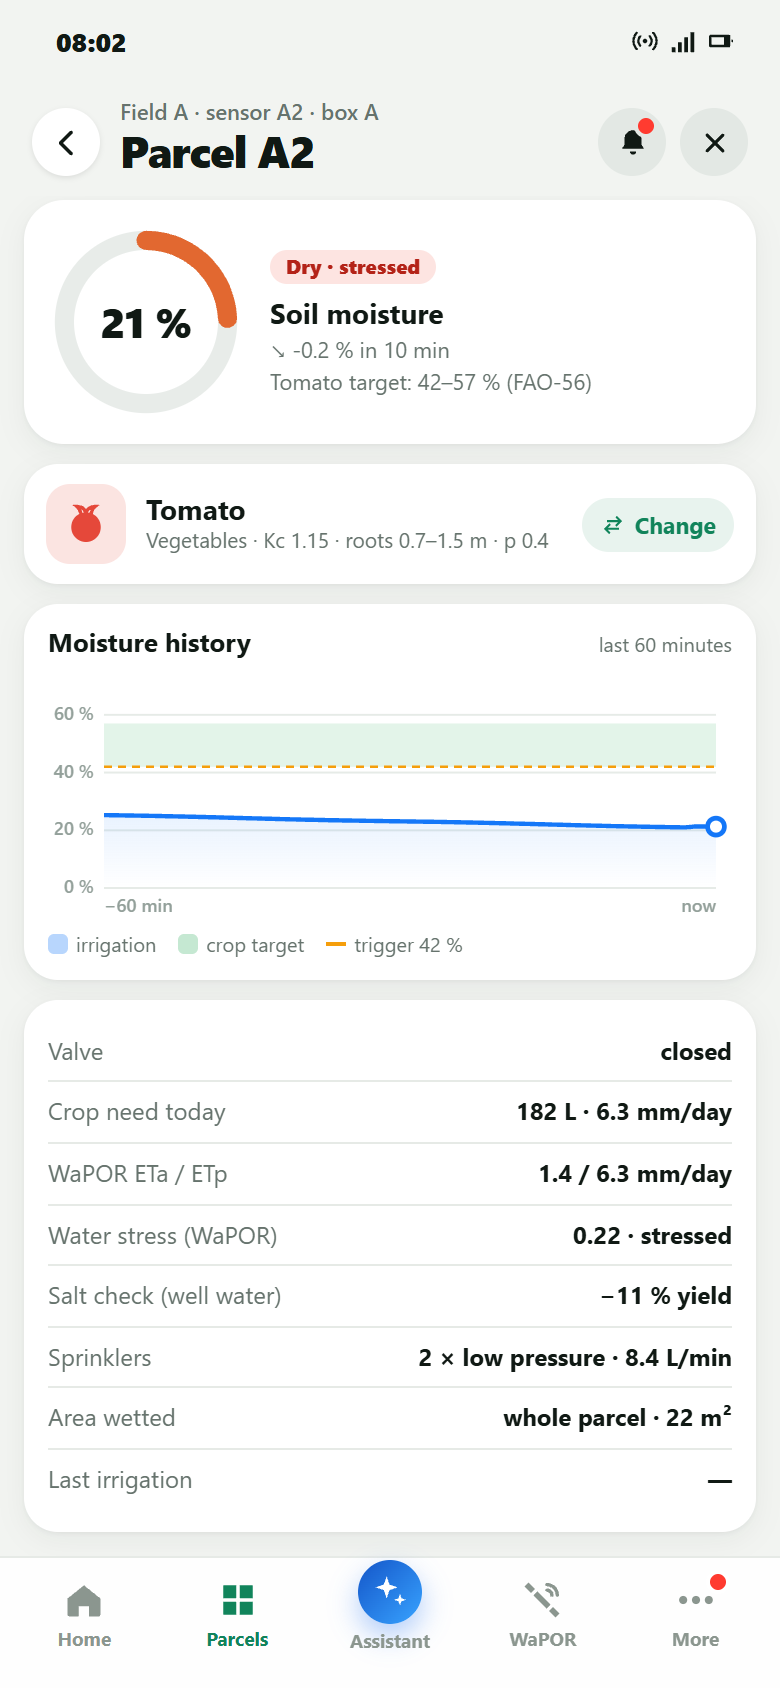 08:02
Field A · sensor A2 · box A
Parcel A2
21 %
Dry · stressed
Soil moisture
↘ -0.2 % in 10 min
Tomato target: 42–57 % (FAO-56)
Tomato
Vegetables · Kc 1.15 · roots 0.7–1.5 m · p 0.4
Change
Moisture history
last 60 minutes
60 %
40 %
20 %
0 %
−60 min
now
irrigation
crop target
trigger 42 %
Valve
closed
Crop need today
182 L · 6.3 mm/day
WaPOR ETa / ETp
1.4 / 6.3 mm/day
Water stress (WaPOR)
0.22 · stressed
Salt check (well water)
−11 % yield
Sprinklers
2 × low pressure · 8.4 L/min
Area wetted
whole parcel · 22 m²
Last irrigation
—
Home
Parcels
Assistant
WaPOR
More